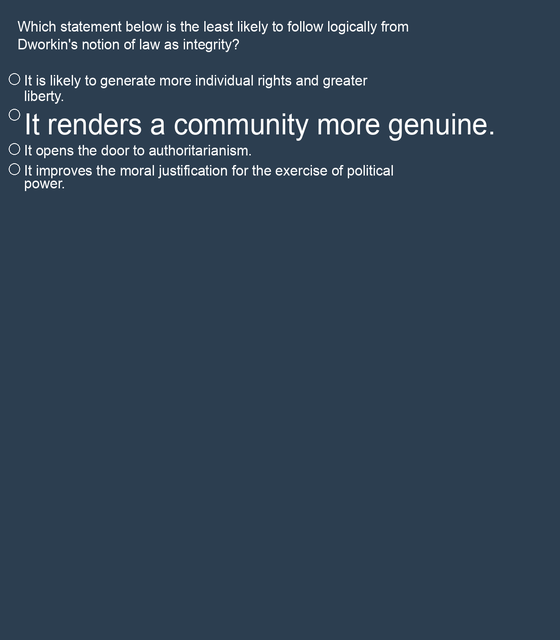 Which statement below is the least likely to follow logically from
Dworkin's notion of law as integrity?
It is likely to generate more individual rights and greater
liberty.
It renders a community more genuine.
It opens the door to authoritarianism.
It improves the moral justification for the exercise of political
power.